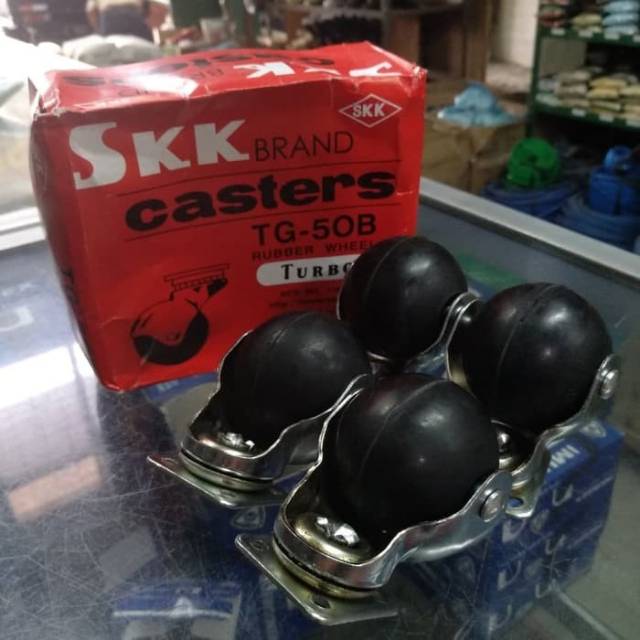 SKK
SKK BRAND
casters
TG-50B
RUBBER WHEEL
TURBO